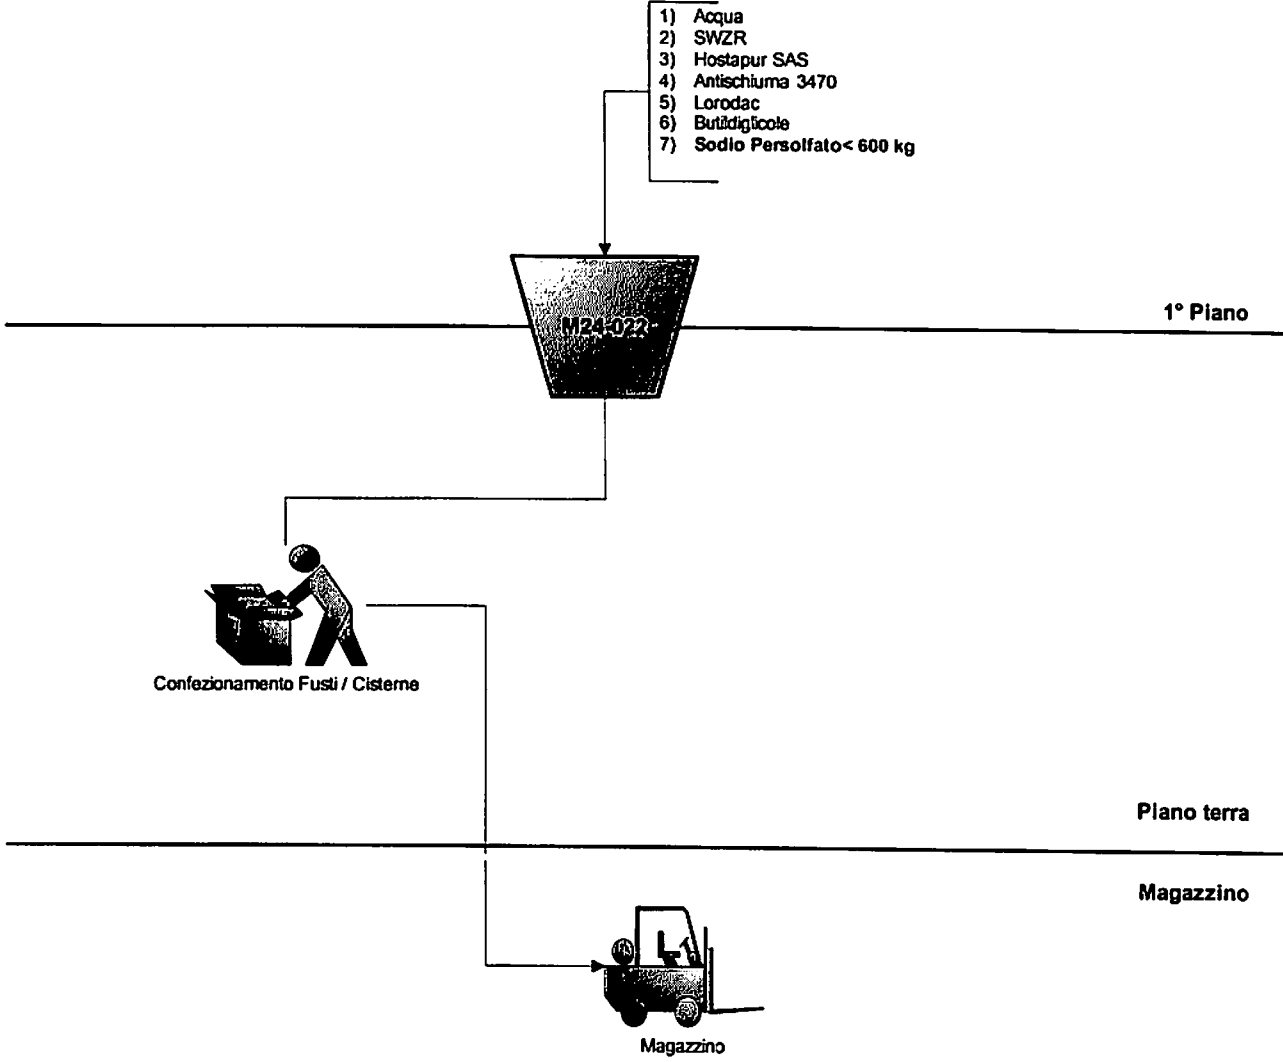 1) Acqua
2) SWZR
3) Hostapur SAS
4) Antischiuma 3470
5) Lorodac
6) Butildiglicole
7) Sodio Persolfato< 600 kg
M24-022
1° Piano
Confezionamento Fusti / Cisterne
Piano terra
Magazzino
Magazzino